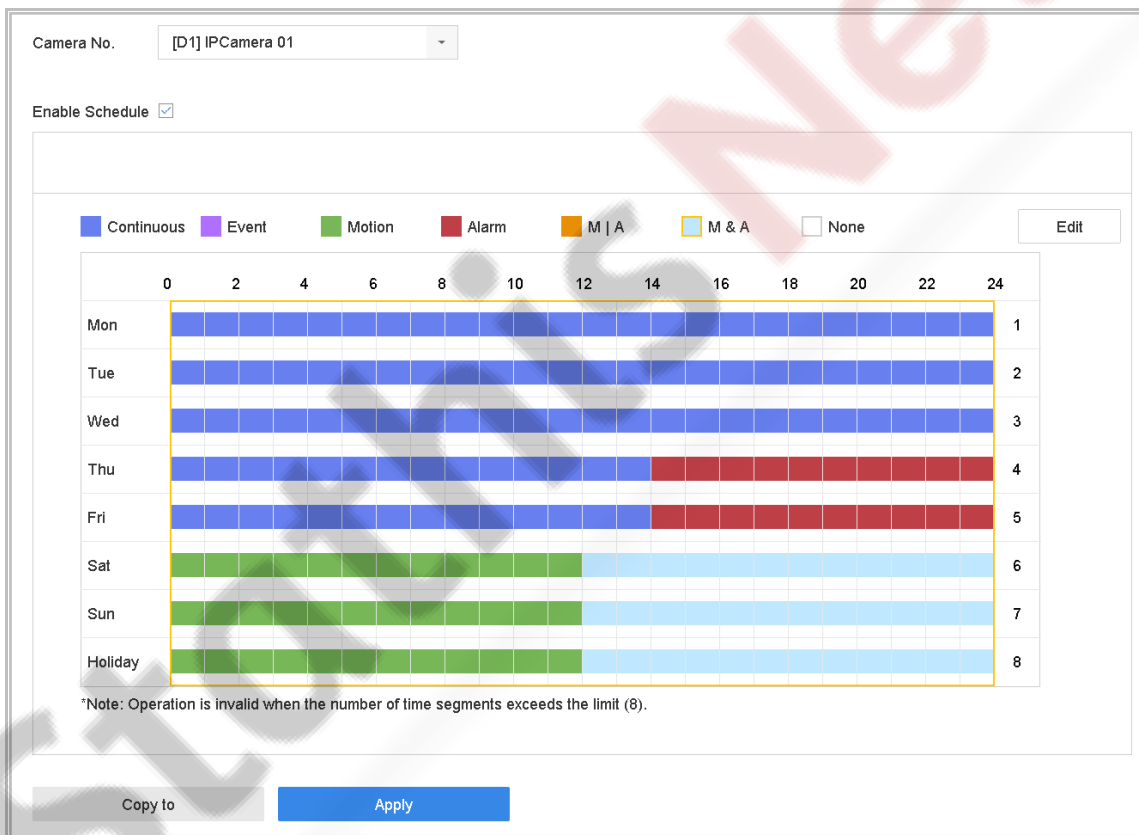 Camera No. [D1] IPCamera 01
Enable Schedule
Continuous Event Motion Alarm M | A M & A None Edit
0 2 4 6 8 10 12 14 16 18 20 22 24
Mon 1
Tue 2
Wed 3
Thu 4
Fri 5
Sat 6
Sun 7
Holiday 8
*Note: Operation is invalid when the number of time segments exceeds the limit (8).
Copy to Apply
Stathis Ne